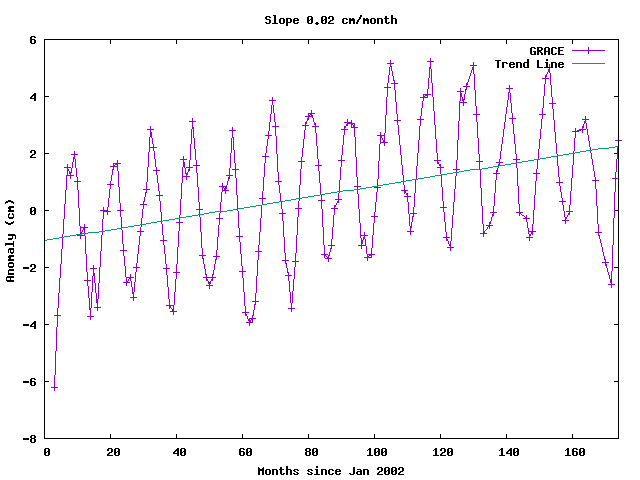 Slope 0.02 cm/month
GRACE
Trend Line
6
4
2
0
-2
-4
-6
-8
Anomaly (cm)
0 20 40 60 80 100 120 140 160
Months since Jan 2002